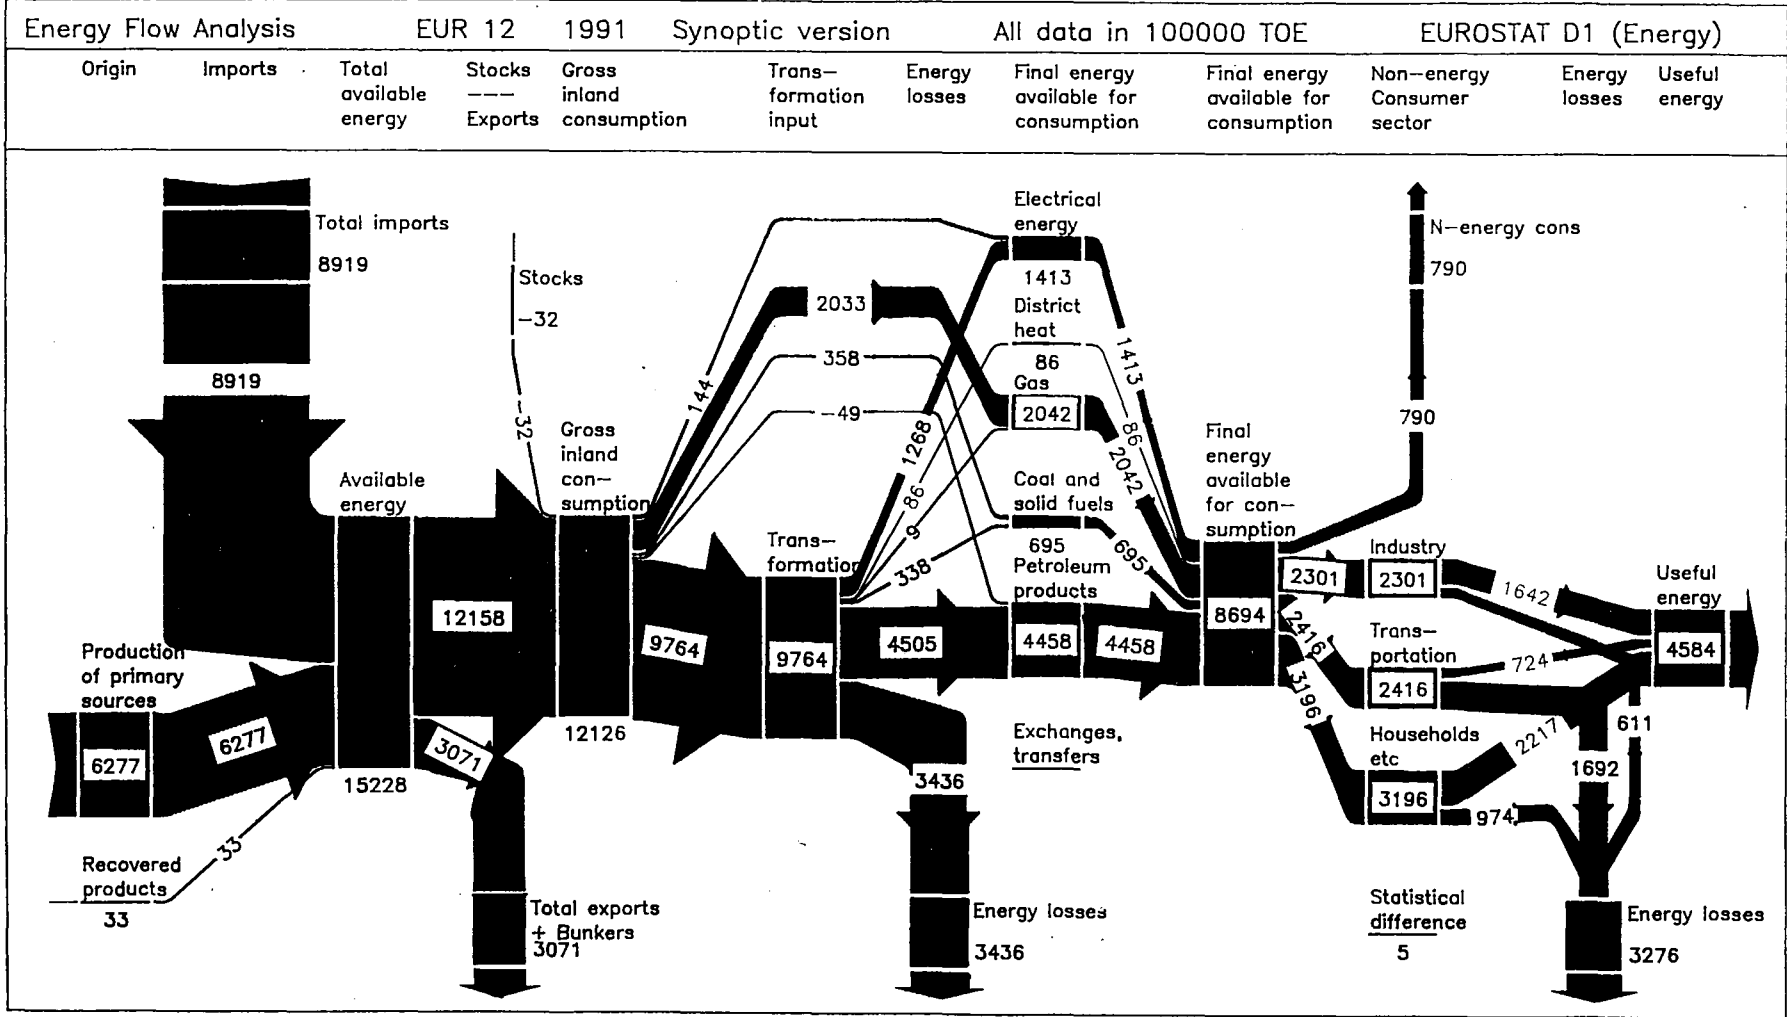 Energy Flow Analysis EUR 12 1991 Synoptic version All data in 100000 TOE EUROSTAT D1 (Energy)
Origin Imports Total Stocks Gross Trans- Energy Final energy Final energy Non-energy Energy Useful
available --- inland formation losses available for available for Consumer losses energy
energy Exports consumption input consumption consumption sector
Total imports
8919
8919
Stocks
-32
-32
Production
of primary
sources
6277
6277
Recovered
products
33
33
Available
energy
15228
12158
3071
Total exports
+ Bunkers
3071
Gross
inland
con-
sumption
12126
144
2033
358
-49
9764
Trans-
formation
9764
1268
86
9
338
4505
3436
Energy losses
3436
Electrical
energy
1413
District
heat
86
Gas
2042
Coal and
solid fuels
695
Petroleum
products
4458
Exchanges,
transfers
1413
86
2042
695
4458
Final
energy
available
for con-
sumption
8694
N-energy cons
790
790
2301
2416
3196
Industry
2301
Trans-
portation
2416
Households
etc
3196
Statistical
difference
5
1642
724
2217
974
1692
611
Useful
energy
4584
Energy losses
3276